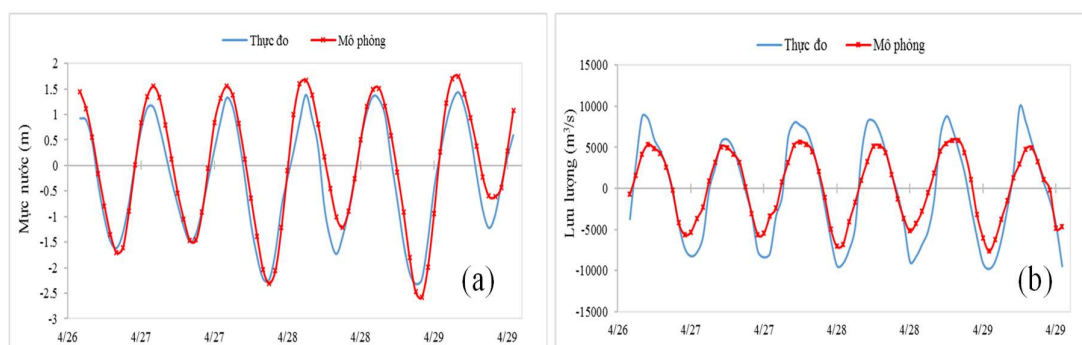 Thực đo Mô phỏng
Mực nước (m)
2
1.5
1
0.5
0
-0.5
-1
-1.5
-2
-2.5
-3
4/26 4/27 4/27 4/28 4/28 4/29 4/29
(a)
Thực đo Mô phỏng
Lưu lượng (m³/s)
15000
10000
5000
0
-5000
-10000
-15000
4/26 4/27 4/27 4/28 4/28 4/29 4/29
(b)